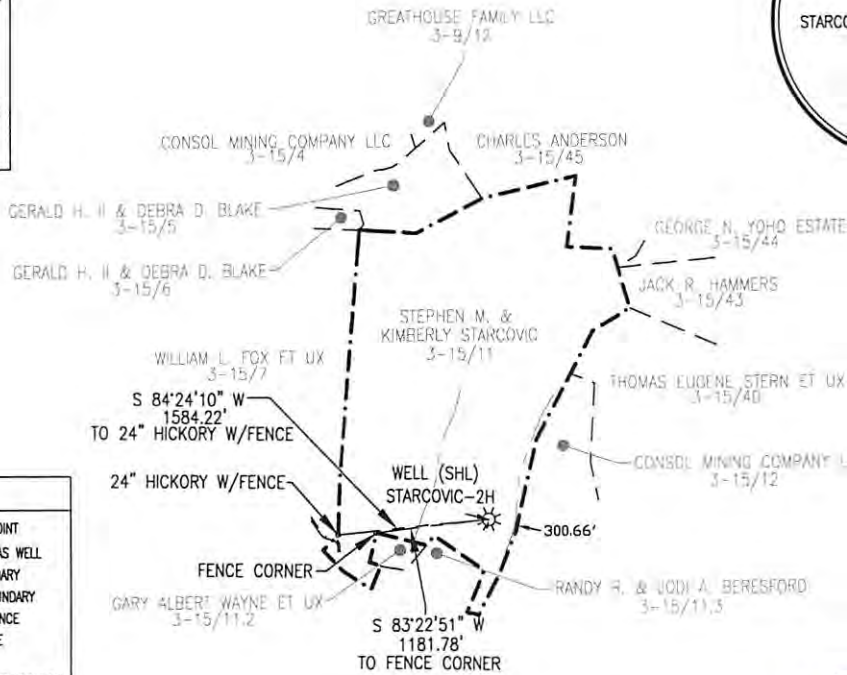 GREATHOUSE FAMILY LLC
3-9/12
STARCO
CONSOL MINING COMPANY LLC
3-15/4
CHARLES ANDERSON
3-15/45
GERALD H. II & DEBRA D. BLAKE
3-15/5
GEORGE N. YOHO ESTATE
3-15/44
GERALD H. II & DEBRA D. BLAKE
3-15/6
JACK R. HAMMERS
3-15/43
STEPHEN M. &
KIMBERLY STARCOVIC
3-15/11
WILLIAM L. FOX ET UX
3-15/7
THOMAS EUGENE STERN ET UX
3-15/40
S 84°24'10" W
1584.22'
TO 24" HICKORY W/FENCE
CONSOL MINING COMPANY L
3-15/12
24" HICKORY W/FENCE
WELL (SHL)
STARCOVIC-2H
300.66'
OINT
AS WELL
DARY
UNDARY
NCE
E
FENCE CORNER
GARY ALBERT WAYNE ET UX
3-15/11.2
RANDY R. & JODI A. BERESFORD
3-15/11.3
S 83°22'51" W
1181.78'
TO FENCE CORNER